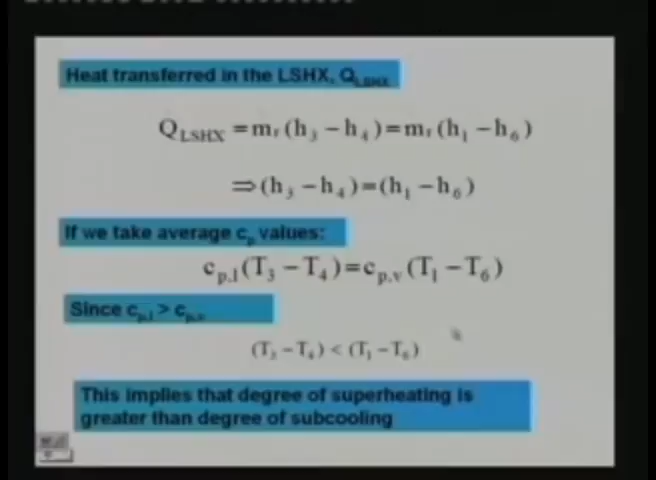 Heat transferred in the LSHX, Q_LSHX
Q_LSHX = m_r(h_3 – h_4) = m_r(h_1 – h_6)
⇒ (h_3 – h_4) = (h_1 – h_6)
If we take average c_p values:
c_p,l(T_3 – T_4) = c_p,v(T_1 – T_6)
Since c_p,l > c_p,v
(T_3 – T_4) < (T_1 – T_6)
This implies that degree of superheating is
greater than degree of subcooling